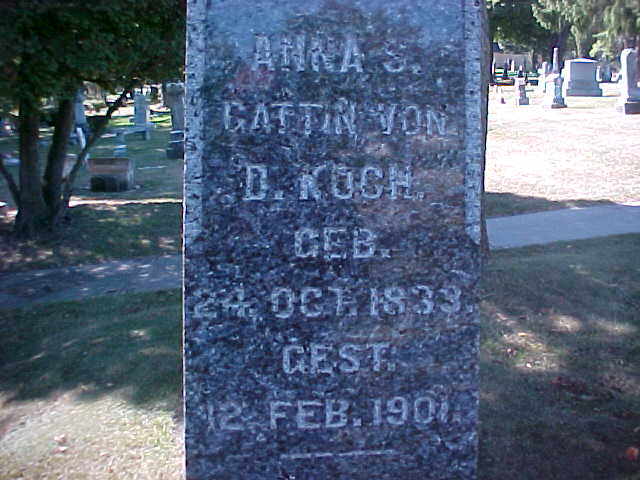 ANNA S.
GATTIN VON
D. KOCH.
GEB.
24. OCT. 1833.
GEST.
12. FEB. 1901.